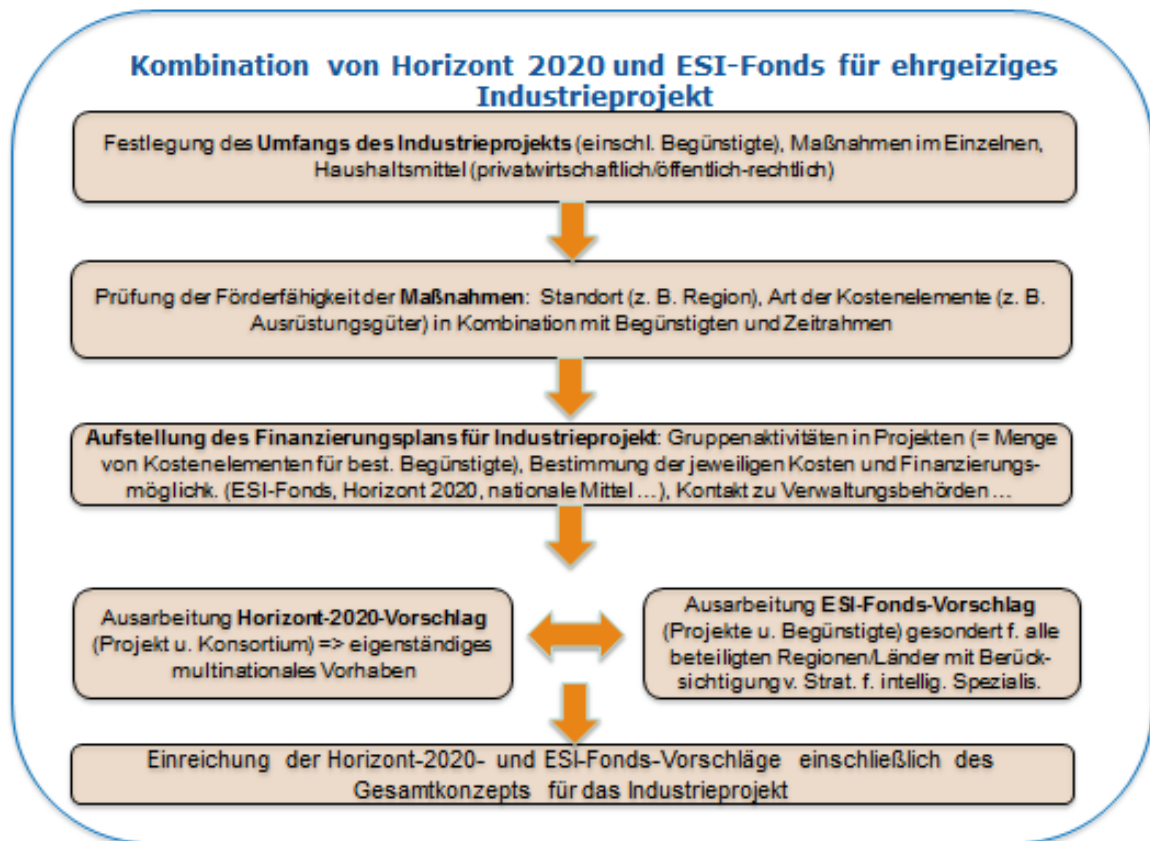 Kombination von Horizont 2020 und ESI-Fonds für ehrgeiziges
Industrieprojekt
Festlegung des Umfangs des Industrieprojekts (einschl. Begünstigte), Maßnahmen im Einzelnen,
Haushaltsmittel (privatwirtschaftlich/öffentlich-rechtlich)
Prüfung der Förderfähigkeit der Maßnahmen: Standort (z. B. Region), Art der Kostenelemente (z. B.
Ausrüstungsgüter) in Kombination mit Begünstigten und Zeitrahmen
Aufstellung des Finanzierungsplans für Industrieprojekt: Gruppenaktivitäten in Projekten (= Menge
von Kostenelementen für best. Begünstigte), Bestimmung der jeweiligen Kosten und Finanzierungs-
möglichk. (ESI-Fonds, Horizont 2020, nationale Mittel ...), Kontakt zu Verwaltungsbehörden ...
Ausarbeitung Horizont-2020-Vorschlag
(Projekt u. Konsortium) => eigenständiges
multinationales Vorhaben
Ausarbeitung ESI-Fonds-Vorschlag
(Projekte u. Begünstigte) gesondert f. alle
beteiligten Regionen/Länder mit Berück-
sichtigung v. Strat. f. intellig. Spezialis.
Einreichung der Horizont-2020- und ESI-Fonds-Vorschläge einschließlich des
Gesamtkonzepts für das Industrieprojekt